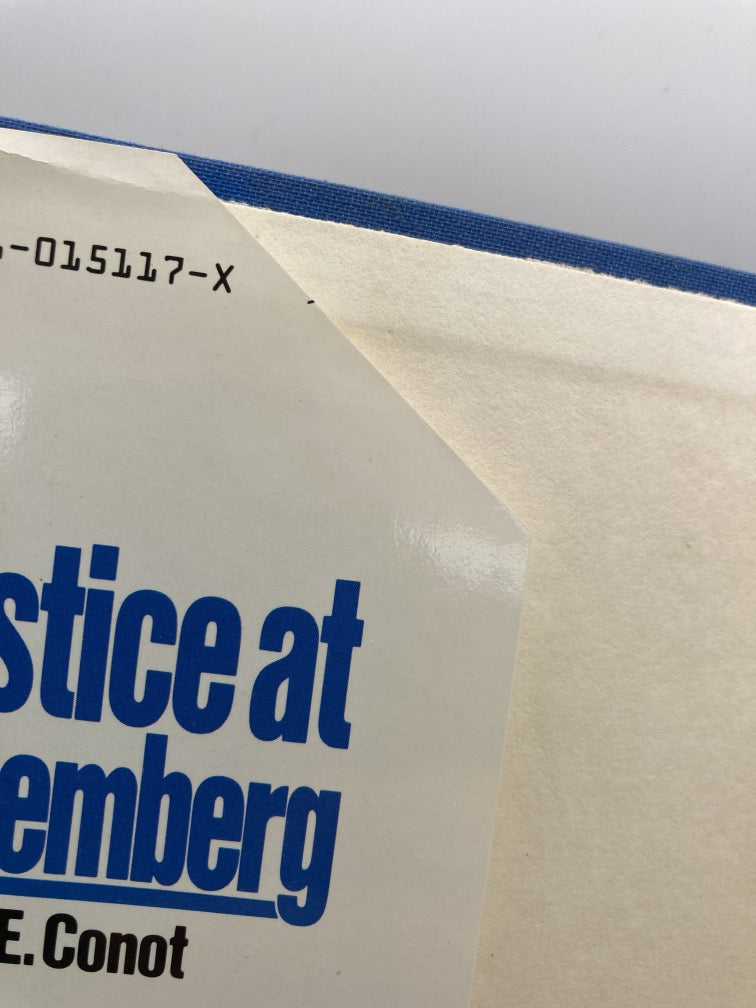 -015117-X
stice at
emberg
E. Conot